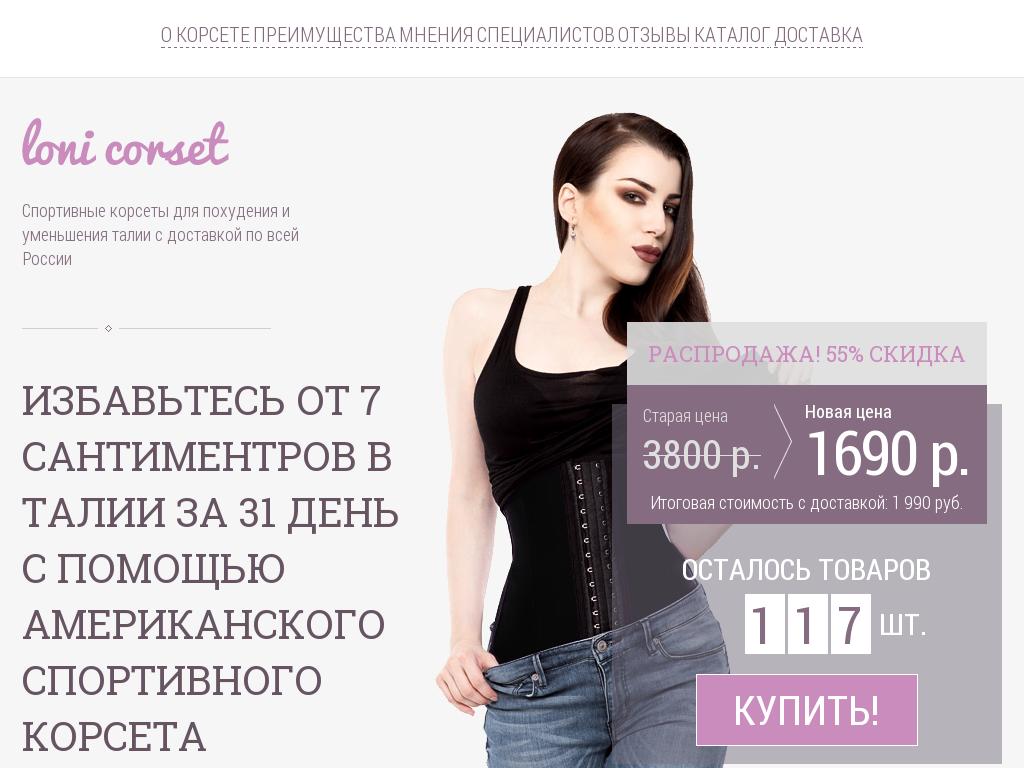 О КОРСЕТЕ ПРЕИМУЩЕСТВА МНЕНИЯ СПЕЦИАЛИСТОВ ОТЗЫВЫ КАТАЛОГ ДОСТАВКА
loni corset
Спортивные корсеты для похудения и
уменьшения талии с доставкой по всей
России
ИЗБАВЬТЕСЬ ОТ 7
САНТИМЕНТРОВ В
ТАЛИИ ЗА 31 ДЕНЬ
С ПОМОЩЬЮ
АМЕРИКАНСКОГО
СПОРТИВНОГО
КОРСЕТА
РАСПРОДАЖА! 55% СКИДКА
Старая цена
3800 р.
Новая цена
1690 р.
Итоговая стоимость с доставкой: 1 990 руб.
ОСТАЛОСЬ ТОВАРОВ
117 ШТ.
КУПИТЬ!